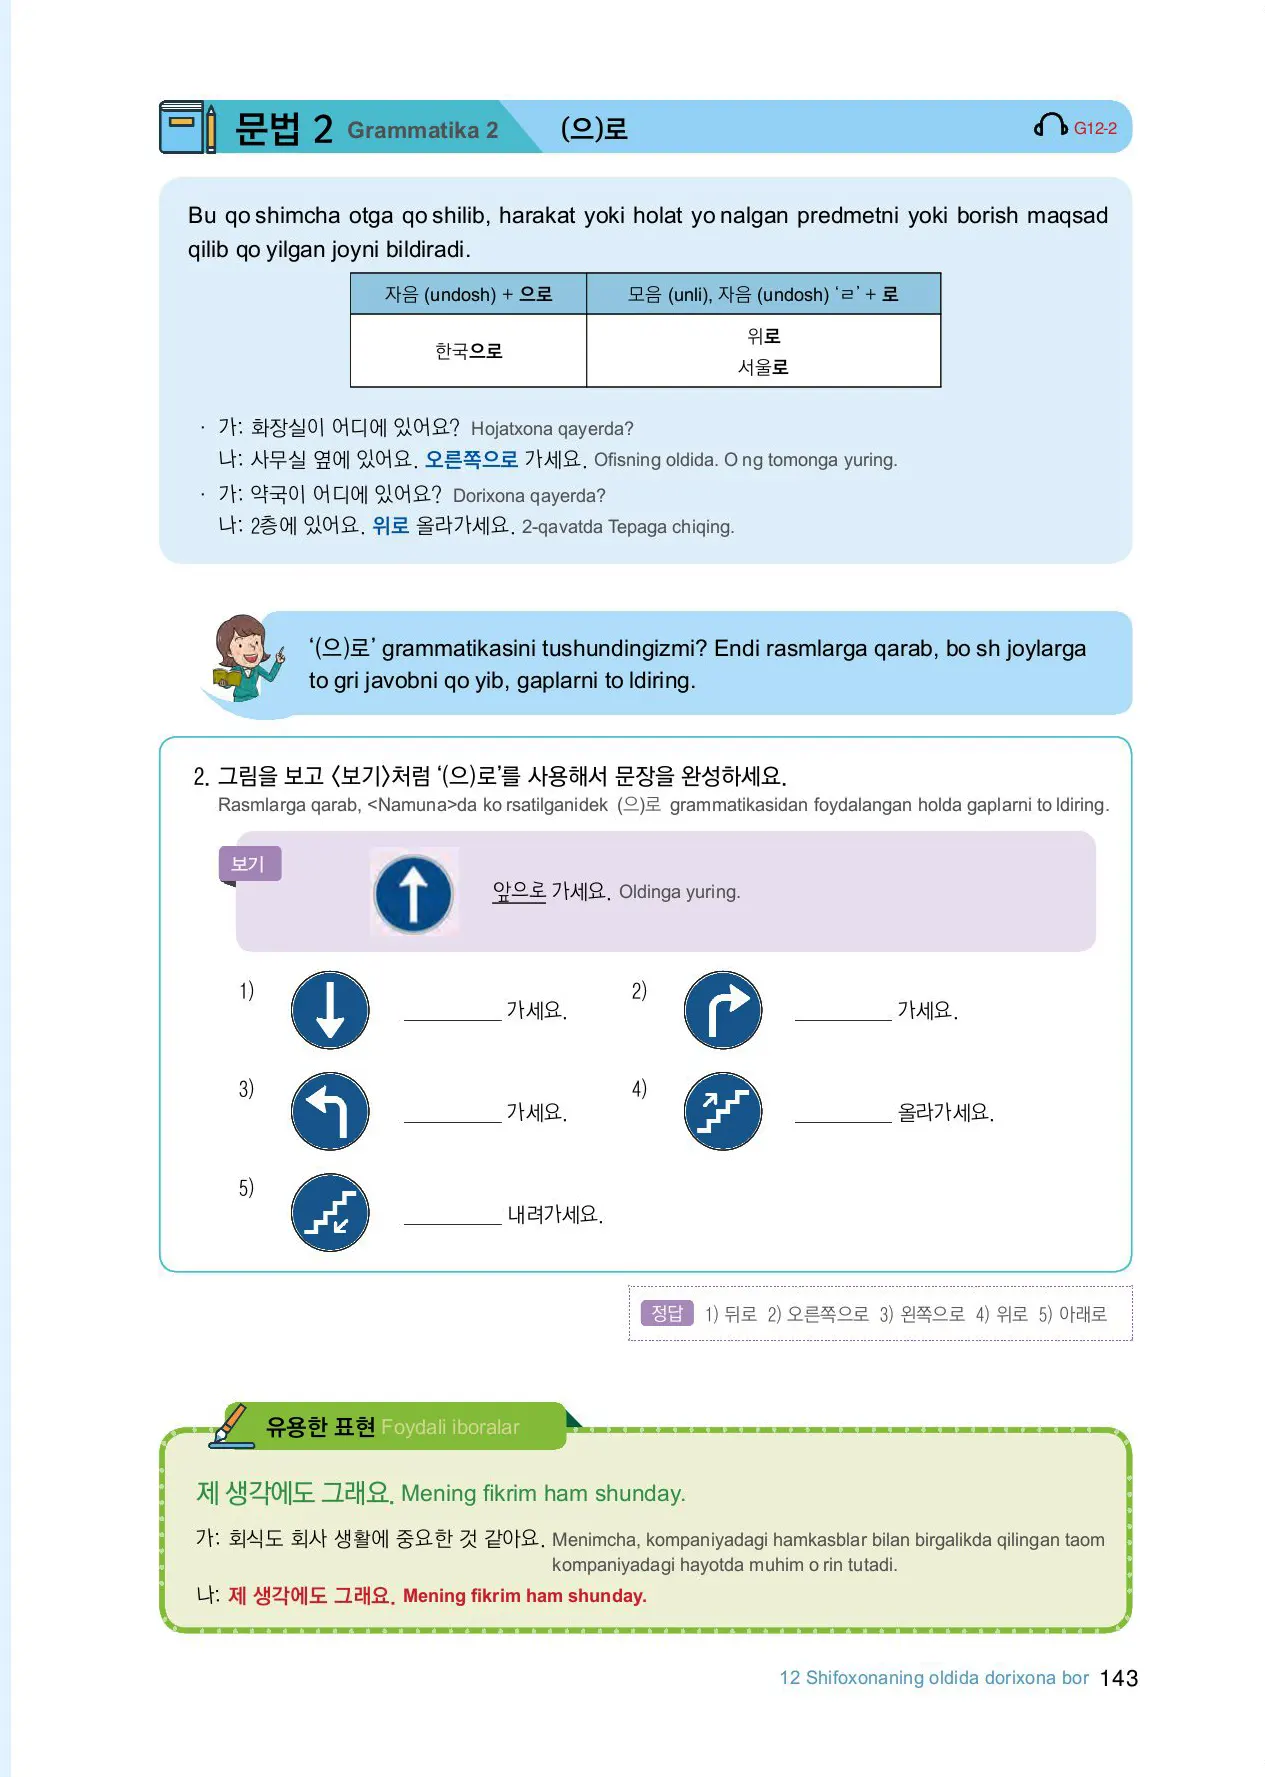 문법 2 Grammatika 2 (으)로 G12-2
Bu qo shimcha otga qo shilib, harakat yoki holat yo nalgan predmetni yoki borish maqsad
qilib qo yilgan joyni bildiradi.
자음 (undosh) + 으로 모음 (unli), 자음 (undosh) ‘ㄹ’ + 로
한국으로
위로
서울로
· 가: 화장실이 어디에 있어요? Hojatxona qayerda?
나: 사무실 옆에 있어요. 오른쪽으로 가세요. Ofisning oldida. O ng tomonga yuring.
· 가: 약국이 어디에 있어요? Dorixona qayerda?
나: 2층에 있어요. 위로 올라가세요. 2-qavatda Tepaga chiqing.
‘(으)로’ grammatikasini tushundingizmi? Endi rasmlarga qarab, bo sh joylarga
to gri javobni qo yib, gaplarni to ldiring.
2. 그림을 보고 <보기>처럼 ‘(으)로’를 사용해서 문장을 완성하세요.
Rasmlarga qarab, <Namuna>da ko rsatilganidek (으)로 grammatikasidan foydalangan holda gaplarni to ldiring.
보기
앞으로 가세요. Oldinga yuring.
1) ________ 가세요. 2) ________ 가세요.
3) ________ 가세요. 4) ________ 올라가세요.
5) ________ 내려가세요.
정답 1) 뒤로 2) 오른쪽으로 3) 왼쪽으로 4) 위로 5) 아래로
유용한 표현 Foydali iboralar
제 생각에도 그래요. Mening fikrim ham shunday.
가: 회식도 회사 생활에 중요한 것 같아요. Menimcha, kompaniyadagi hamkasblar bilan birgalikda qilingan taom
kompaniyadagi hayotda muhim o rin tutadi.
나: 제 생각에도 그래요. Mening fikrim ham shunday.
12 Shifoxonaning oldida dorixona bor 143